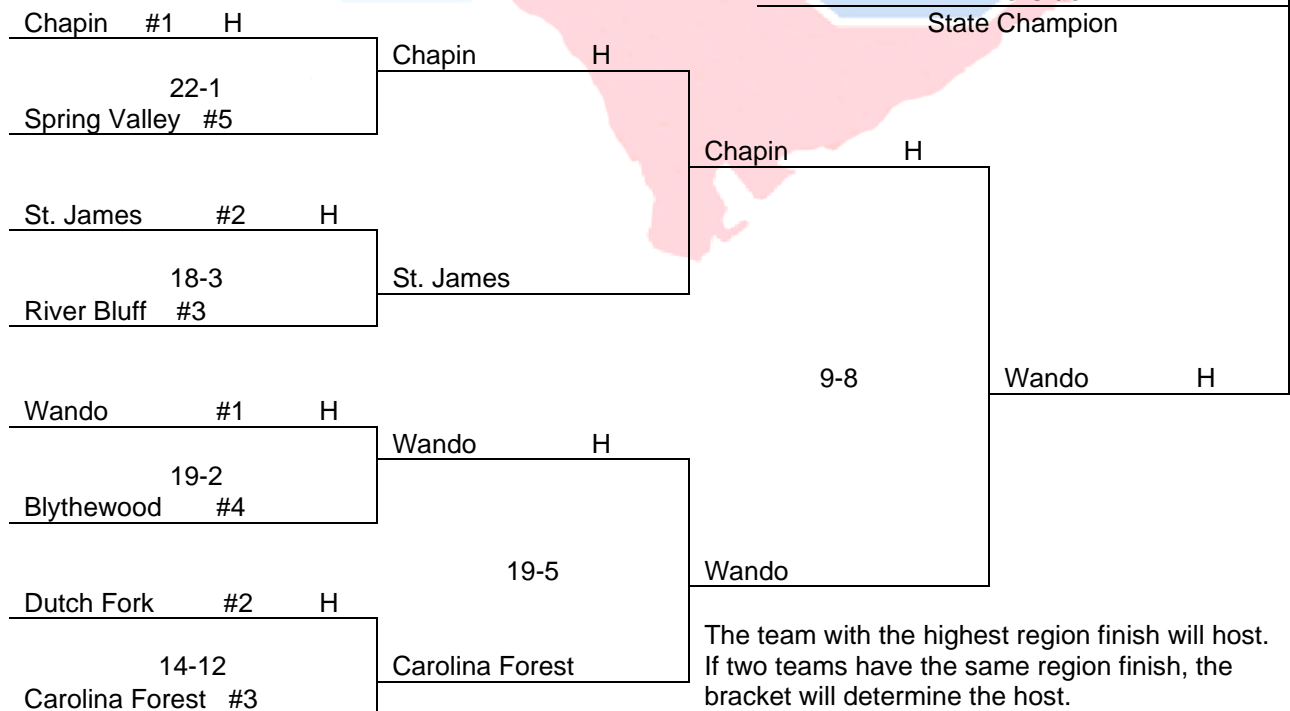 State Champion
Chapin #1 H
Chapin H
22-1
Spring Valley #5
Chapin H
St. James #2 H
18-3
St. James
River Bluff #3
9-8
Wando H
Wando #1 H
Wando H
19-2
Blythewood #4
19-5
Wando
Dutch Fork #2 H
14-12
Carolina Forest
Carolina Forest #3
The team with the highest region finish will host.
If two teams have the same region finish, the
bracket will determine the host.